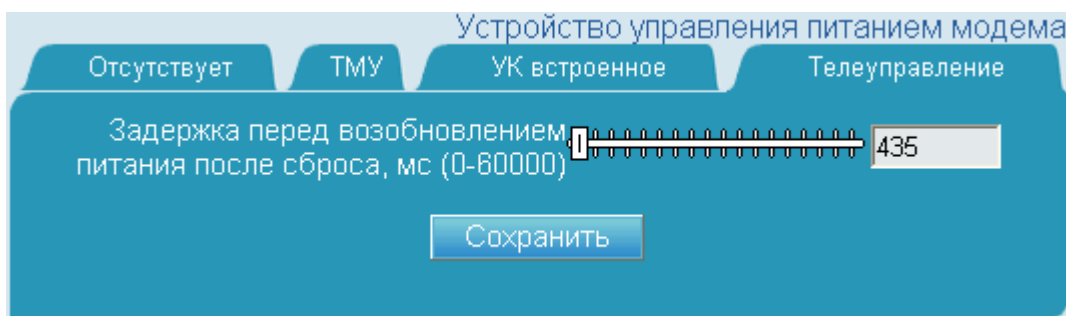 Устройство управления питанием модема
Отсутствует ТМУ УК встроенное Телеуправление
Задержка перед возобновлением
питания после сброса, мс (0-60000)
435
Сохранить